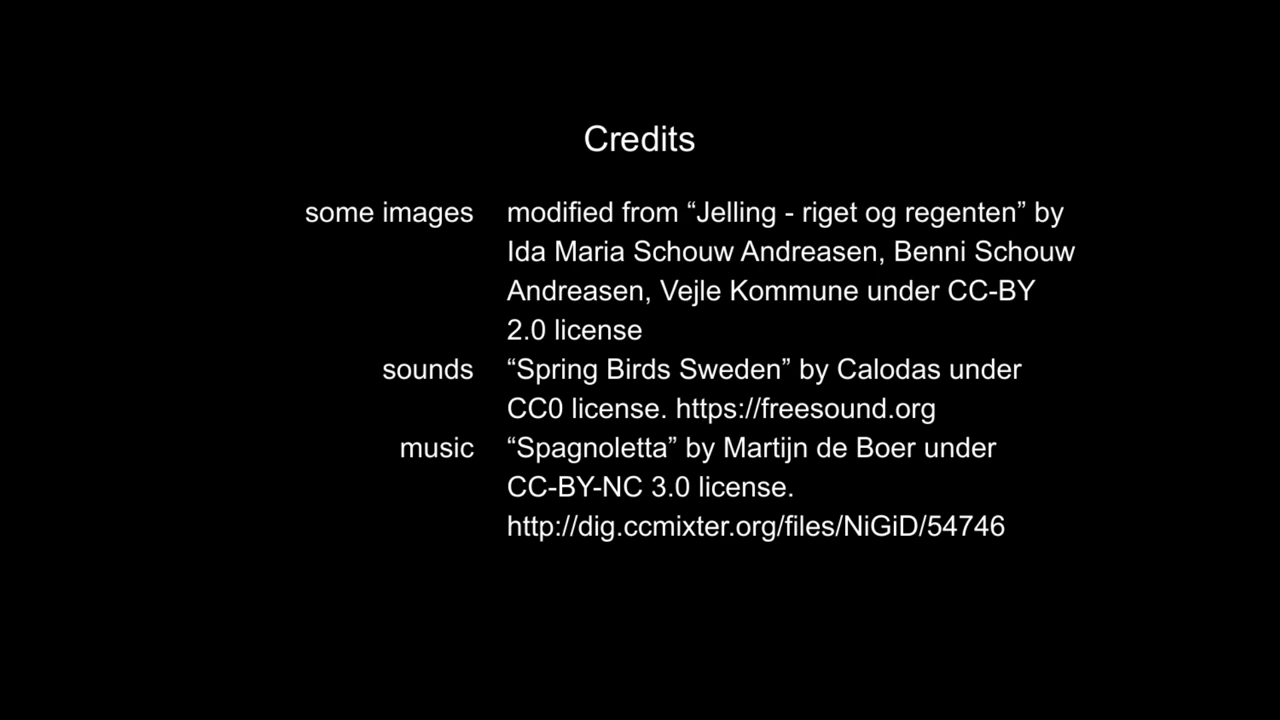 Credits
some images modified from “Jelling - riget og regenten” by
Ida Maria Schouw Andreasen, Benni Schouw
Andreasen, Vejle Kommune under CC-BY
2.0 license
sounds “Spring Birds Sweden” by Calodas under
CC0 license. https://freesound.org
music “Spagnoletta” by Martijn de Boer under
CC-BY-NC 3.0 license.
http://dig.ccmixter.org/files/NiGiD/54746